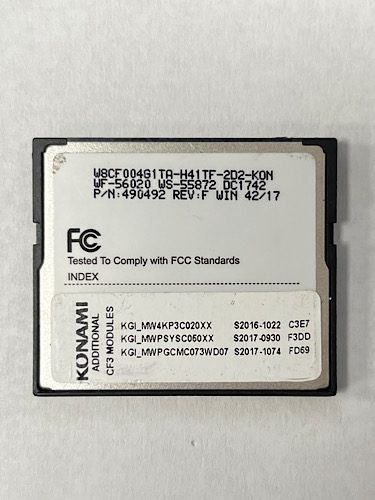 W8CF004G1TA-H41TF-2D2-KON
WF-56020 WS-55872 DC1742
P/N:490492 REV:F WIN 42/17
FC
Tested To Comply with FCC Standards
INDEX
KONAMI
ADDITIONAL
CF3 MODULES
KGI_MW4KP3C020XX S2016-1022 C3E7
KGI_MWPSYSC050XX S2017-0930 F3DD
KGI_MWPGCMC073WD07 S2017-1074 FD69